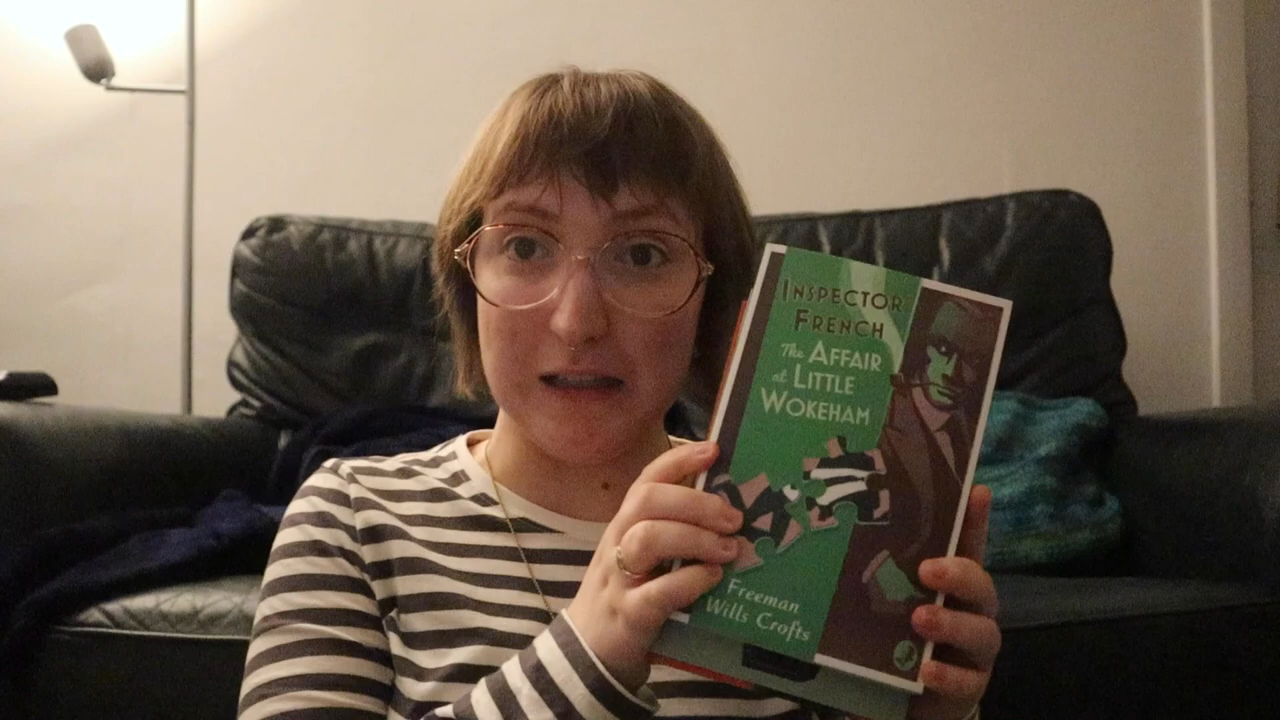 INSPECTOR
FRENCH
The AFFAIR
at LITTLE
WOKEHAM
Freeman
Wills Crofts